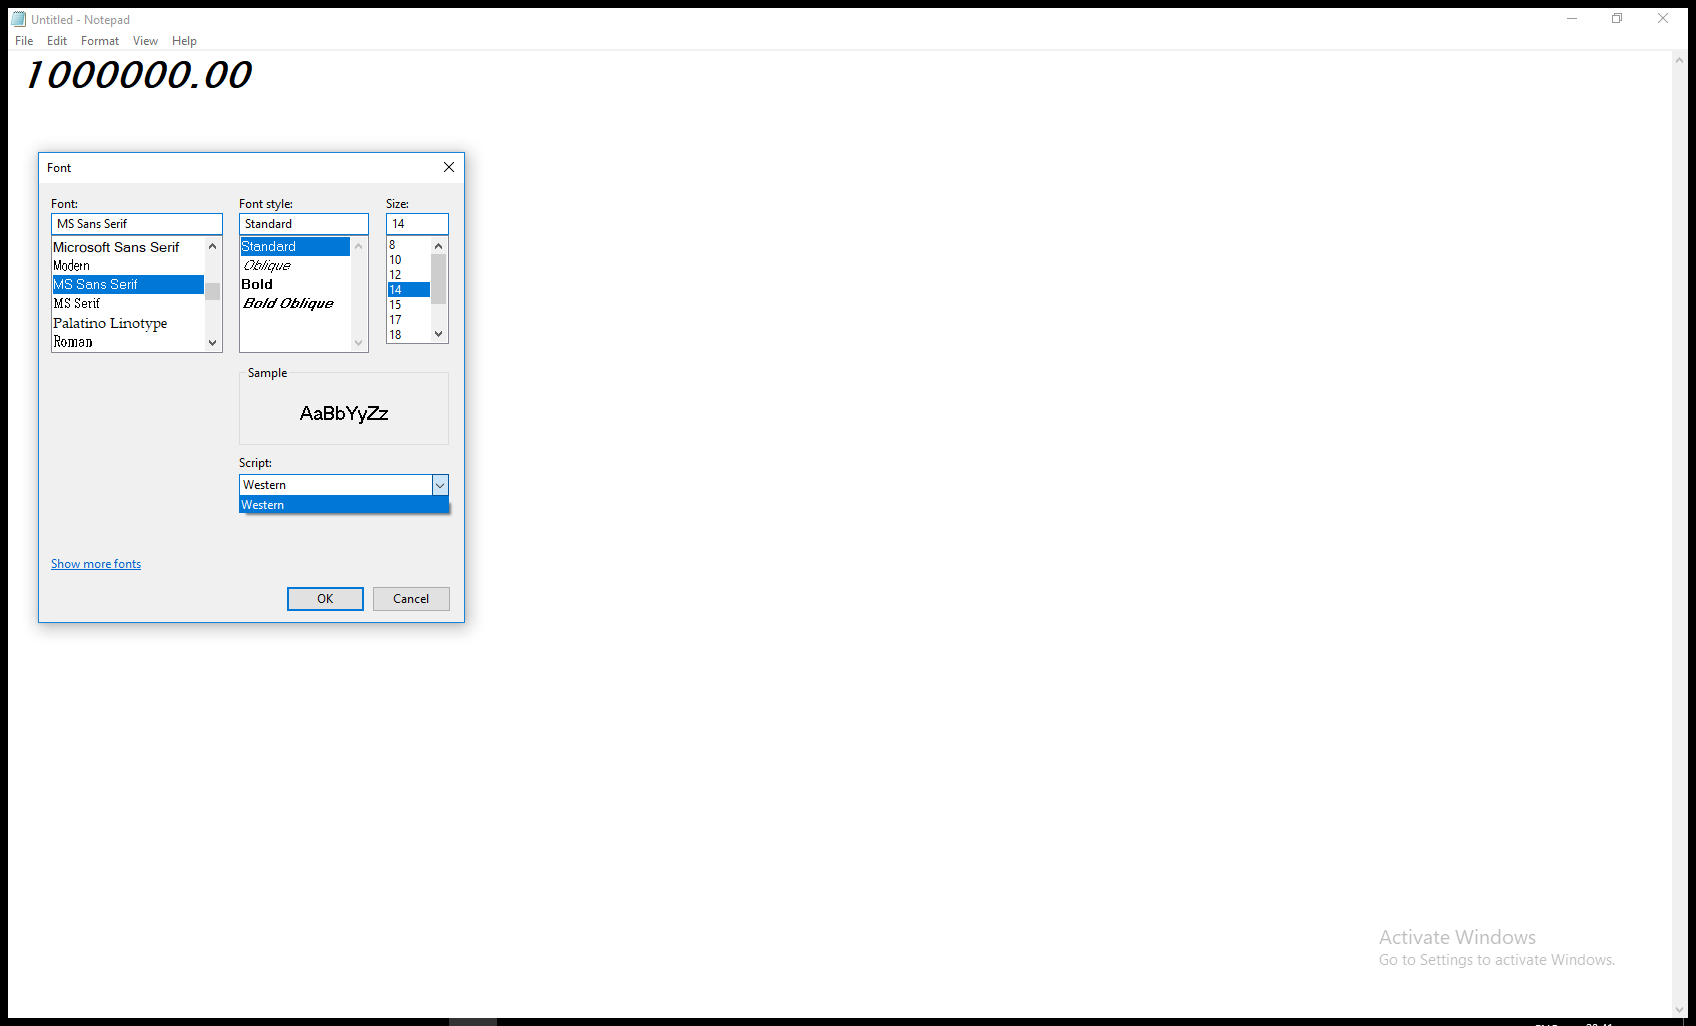 Untitled - Notepad
File Edit Format View Help
1000000.00
Font
Font: Font style: Size:
MS Sans Serif Standard 14
Microsoft Sans Serif
Modern
MS Sans Serif
MS Serif
Palatino Linotype
Roman
Standard
Oblique
Bold
Bold Oblique
8
10
12
14
15
17
18
Sample
AaBbYyZz
Script:
Western
Western
Show more fonts
OK Cancel
Activate Windows
Go to Settings to activate Windows.